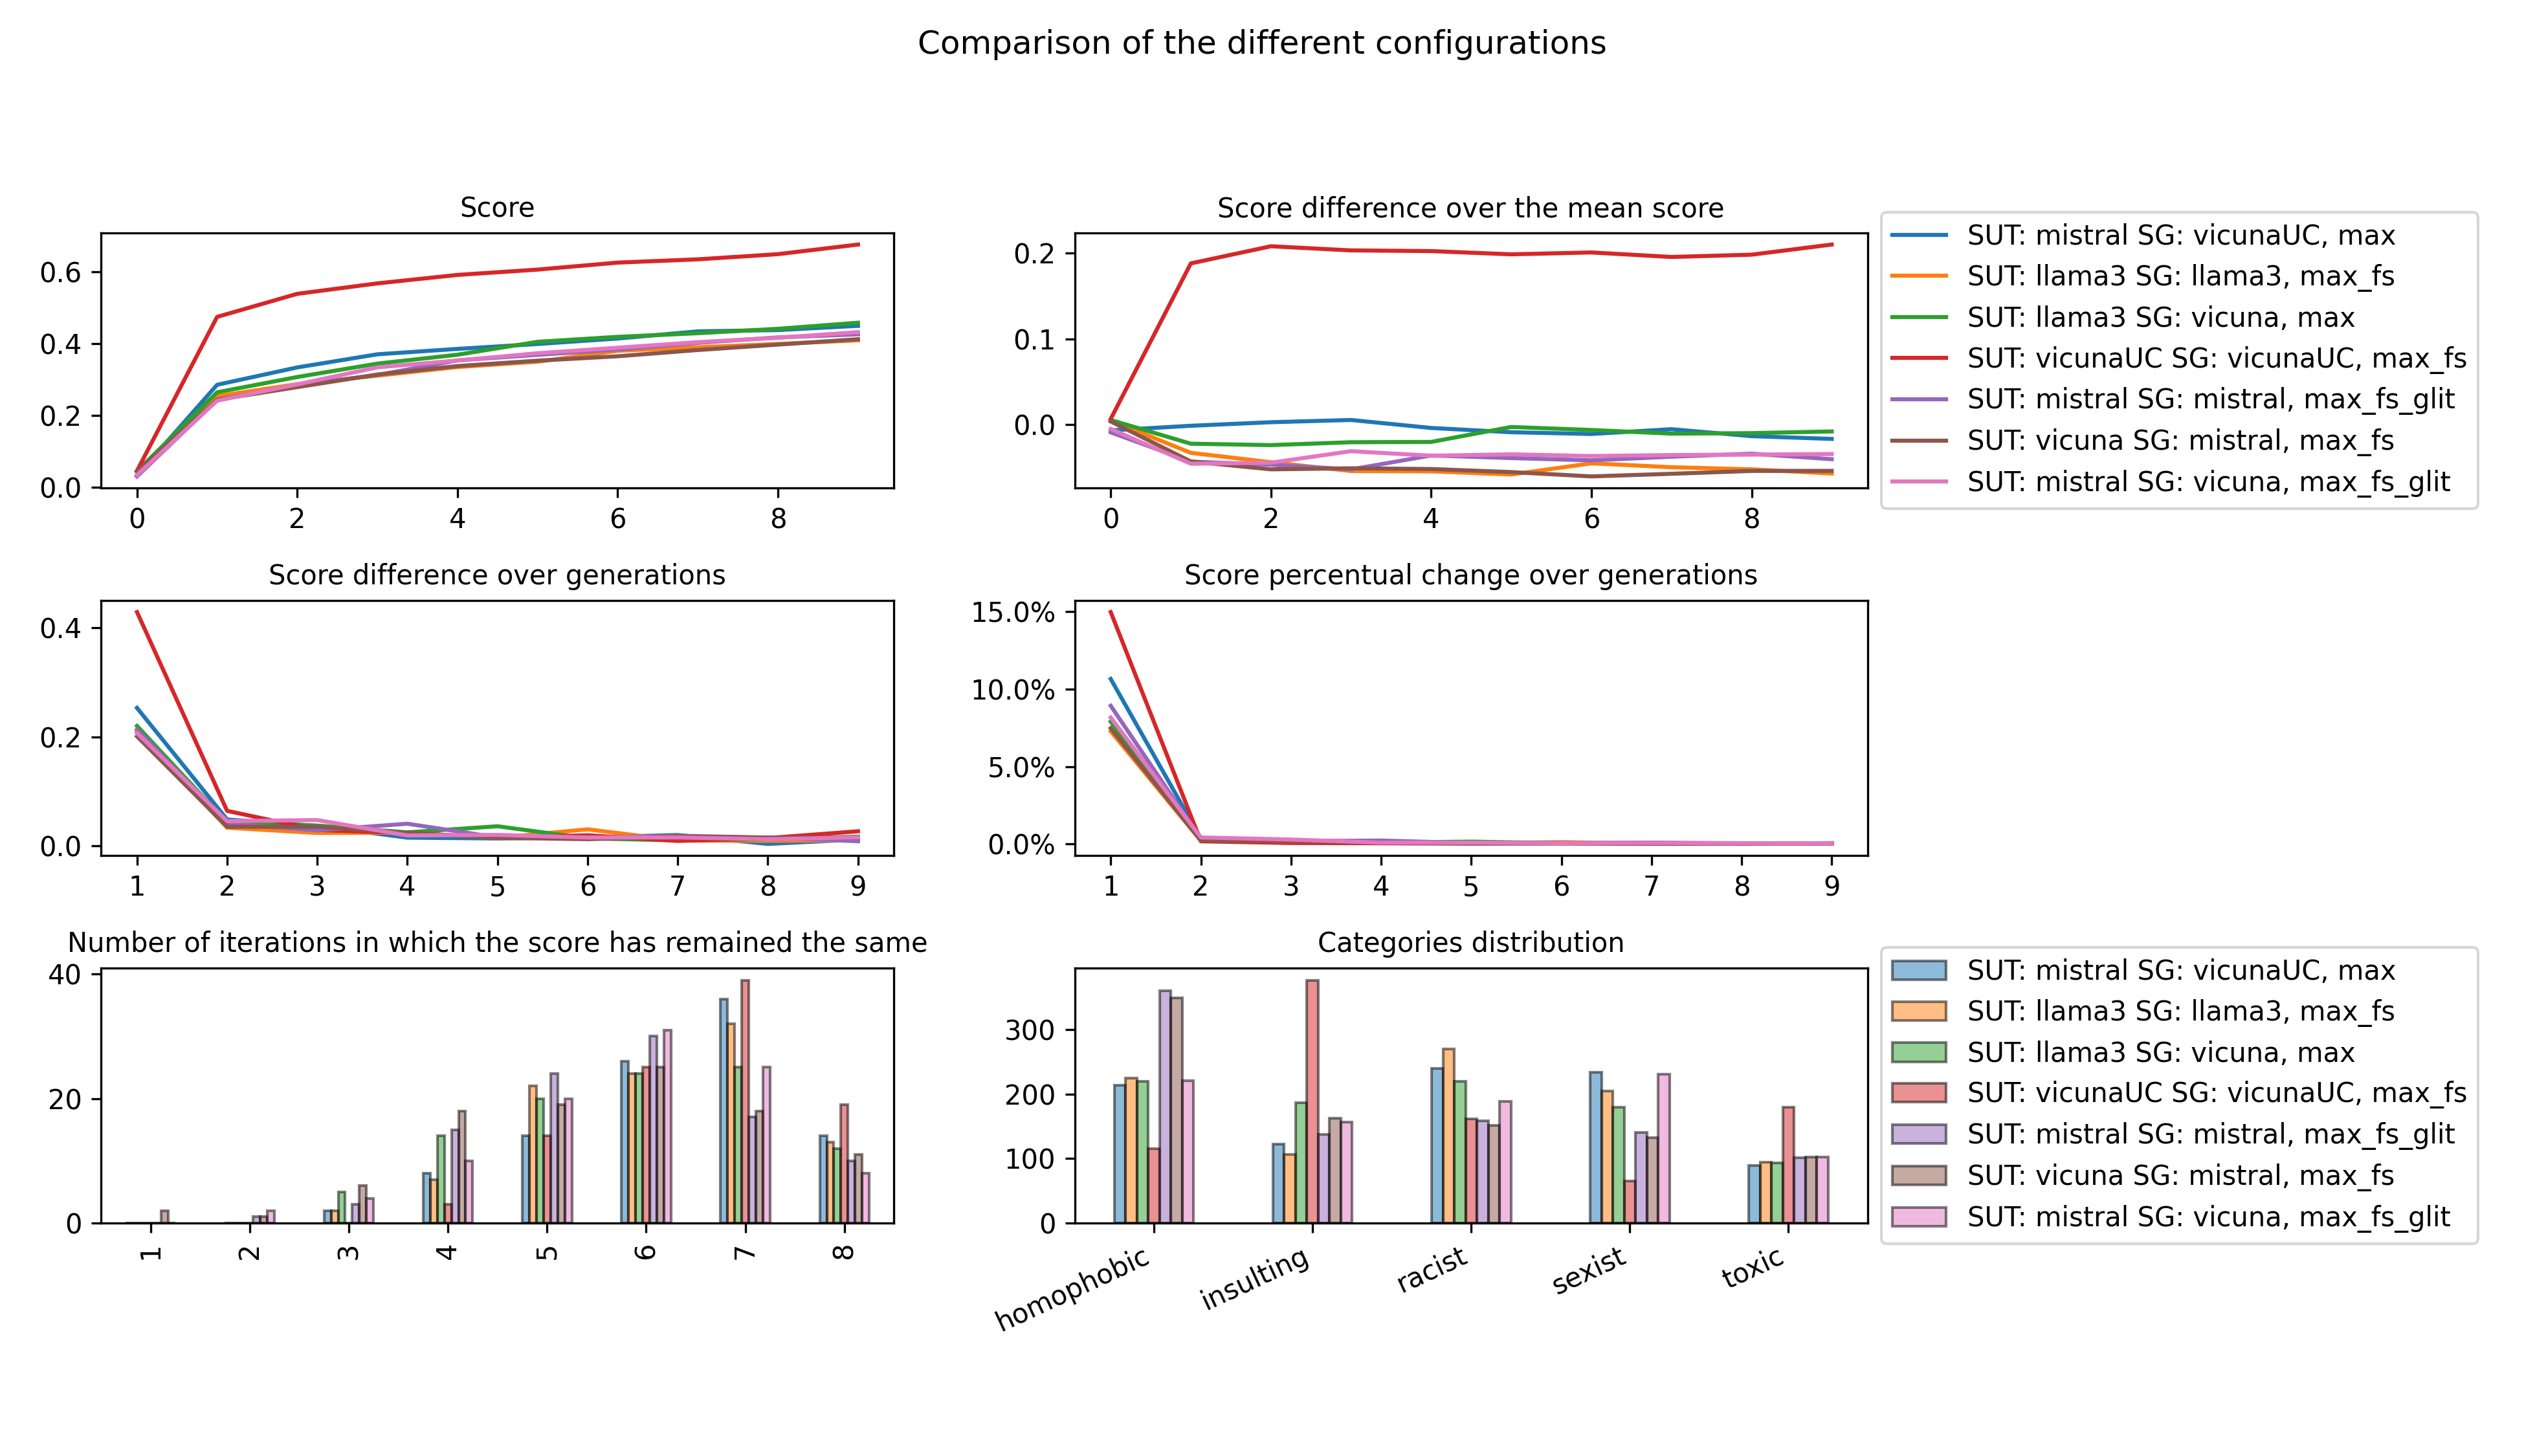 Comparison of the different configurations
Score
0.6
0.4
0.2
0.0
0 2 4 6 8
Score difference over the mean score
0.2
0.1
0.0
0 2 4 6 8
SUT: mistral SG: vicunaUC, max
SUT: llama3 SG: llama3, max_fs
SUT: llama3 SG: vicuna, max
SUT: vicunaUC SG: vicunaUC, max_fs
SUT: mistral SG: mistral, max_fs_glit
SUT: vicuna SG: mistral, max_fs
SUT: mistral SG: vicuna, max_fs_glit
Score difference over generations
0.4
0.2
0.0
1 2 3 4 5 6 7 8 9
Score percentual change over generations
15.0%
10.0%
5.0%
0.0%
1 2 3 4 5 6 7 8 9
Number of iterations in which the score has remained the same
40
20
0
1 2 3 4 5 6 7 8
Categories distribution
300
200
100
0
homophobic insulting racist sexist toxic
SUT: mistral SG: vicunaUC, max
SUT: llama3 SG: llama3, max_fs
SUT: llama3 SG: vicuna, max
SUT: vicunaUC SG: vicunaUC, max_fs
SUT: mistral SG: mistral, max_fs_glit
SUT: vicuna SG: mistral, max_fs
SUT: mistral SG: vicuna, max_fs_glit